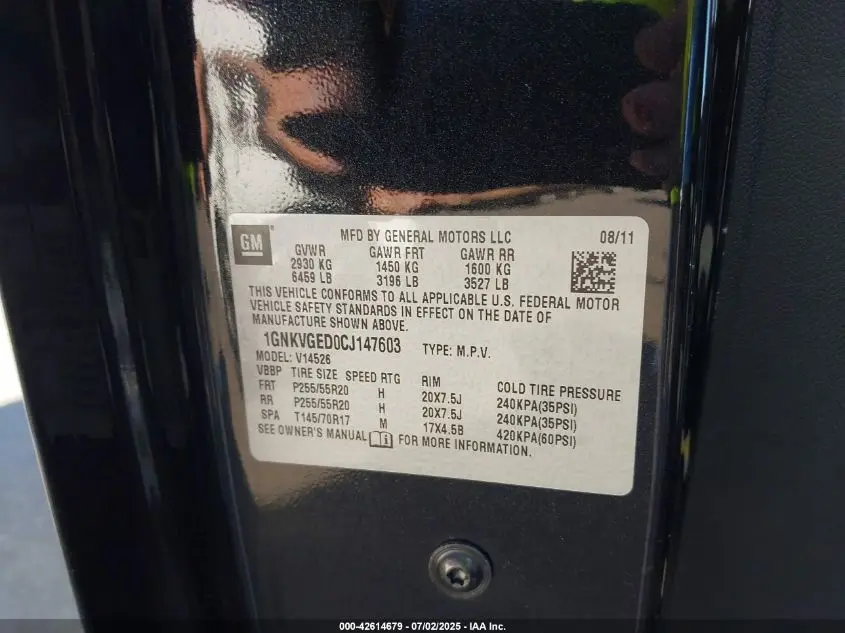 GM
MFD BY GENERAL MOTORS LLC 08/11
GVWR GAWR FRT GAWR RR
2930 KG 1450 KG 1600 KG
6459 LB 3196 LB 3527 LB
THIS VEHICLE CONFORMS TO ALL APPLICABLE U.S. FEDERAL MOTOR
VEHICLE SAFETY STANDARDS IN EFFECT ON THE DATE OF
MANUFACTURE SHOWN ABOVE.
1GNKVGED0CJ147603 TYPE: M.P.V.
MODEL: V14526
VBBP TIRE SIZE SPEED RTG RIM COLD TIRE PRESSURE
FRT P255/55R20 H 20X7.5J 240KPA(35PSI)
RR P255/55R20 H 20X7.5J 240KPA(35PSI)
SPA T145/70R17 M 17X4.5B 420KPA(60PSI)
SEE OWNER'S MANUAL FOR MORE INFORMATION.
000-42614679 - 07/02/2025 - IAA Inc.